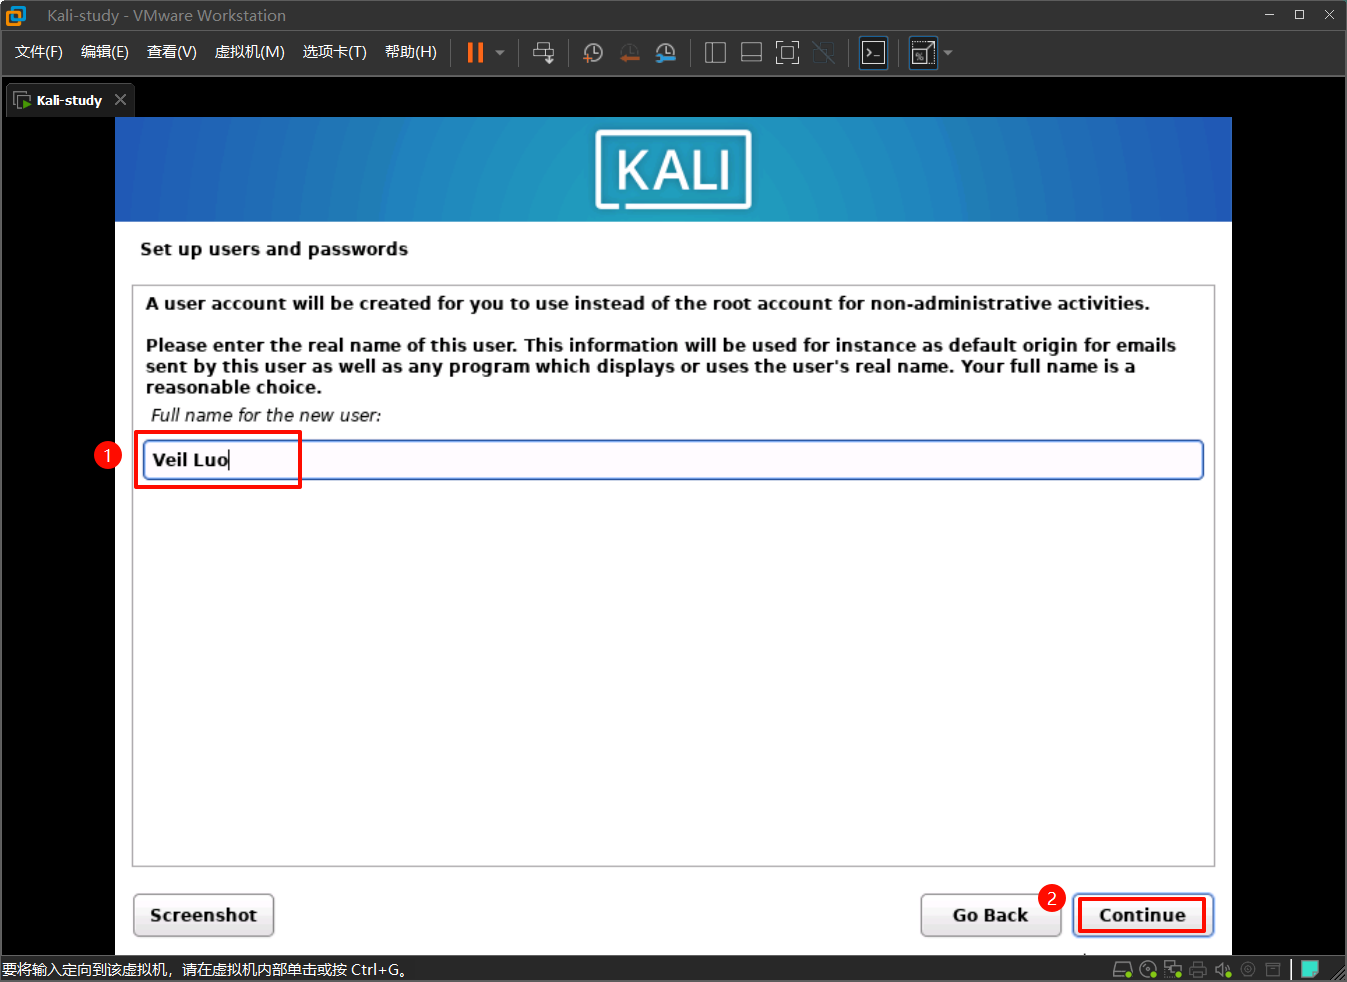 Kali-study - VMware Workstation
文件(F) 编辑(E) 查看(V) 虚拟机(M) 选项卡(T) 帮助(H)
Kali-study
KALI
Set up users and passwords
A user account will be created for you to use instead of the root account for non-administrative activities.
Please enter the real name of this user. This information will be used for instance as default origin for emails
sent by this user as well as any program which displays or uses the user's real name. Your full name is a
reasonable choice.
Full name for the new user:
1
Veil Luo
2
Screenshot Go Back Continue
要将输入定向到该虚拟机，请在虚拟机内部单击或按 Ctrl+G。